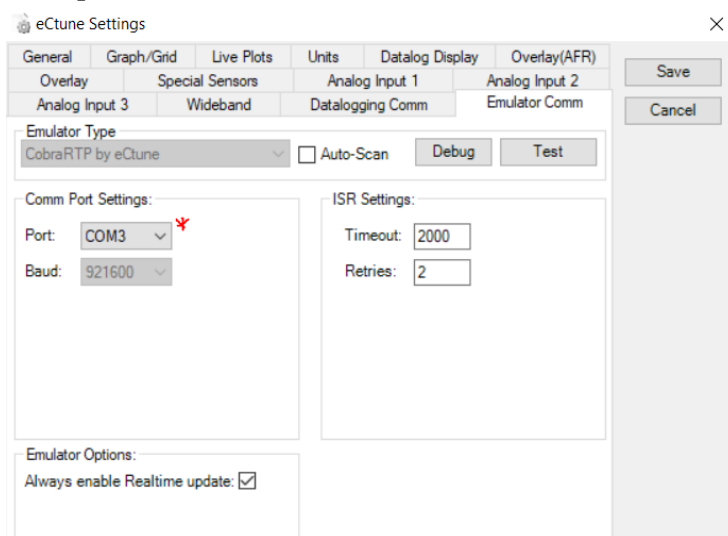 eCtune Settings
General Graph/Grid Live Plots Units Datalog Display Overlay(AFR)
Save
Overlay Special Sensors Analog Input 1 Analog Input 2
Analog Input 3 Wideband Datalogging Comm Emulator Comm
Cancel
Emulator Type
CobraRTP by eCtune Auto-Scan Debug Test
Comm Port Settings: ISR Settings:
Port: COM3 * Timeout: 2000
Baud: 921600 Retries: 2
Emulator Options:
Always enable Realtime update: